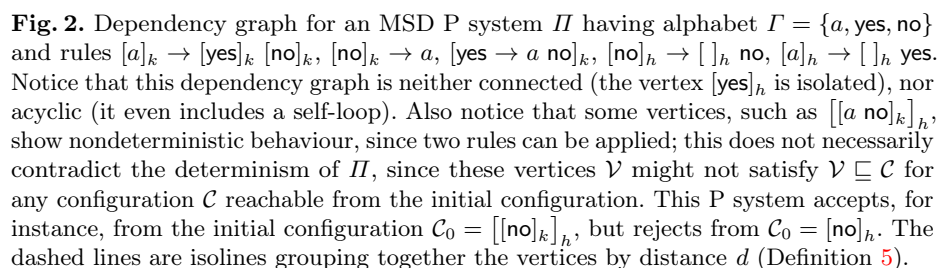 Fig. 2. Dependency graph for an MSD P system Π having alphabet Γ = {a, yes, no}
and rules [a]ₖ → [yes]ₖ [no]ₖ, [no]ₖ → a, [yes → a no]ₖ, [no]ₕ → [ ]ₕ no, [a]ₕ → [ ]ₕ yes.
Notice that this dependency graph is neither connected (the vertex [yes]ₕ is isolated), nor
acyclic (it even includes a self-loop). Also notice that some vertices, such as [[a no]ₖ]ₕ,
show nondeterministic behaviour, since two rules can be applied; this does not necessarily
contradict the determinism of Π, since these vertices 𝒱 might not satisfy 𝒱 ⊑ 𝒞 for
any configuration 𝒞 reachable from the initial configuration. This P system accepts, for
instance, from the initial configuration 𝒞₀ = [[no]ₖ]ₕ, but rejects from 𝒞₀ = [no]ₕ. The
dashed lines are isolines grouping together the vertices by distance d (Definition 5).